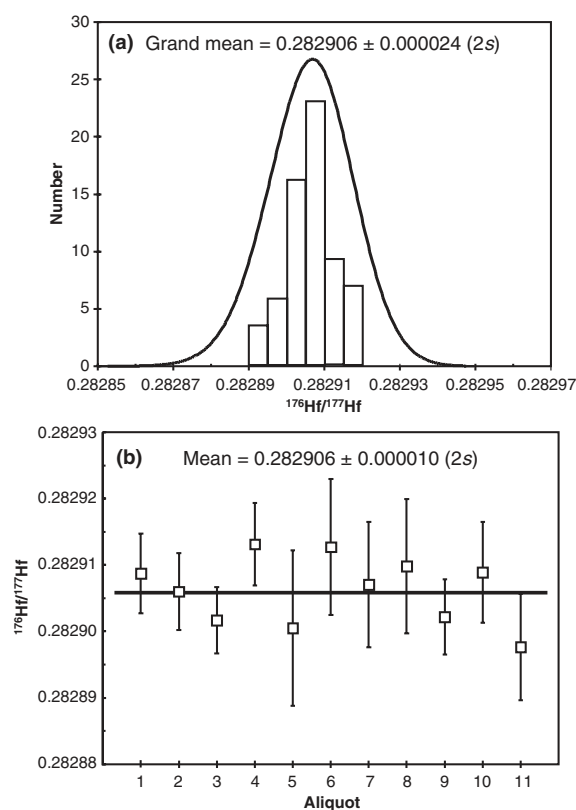 (a) Grand mean = 0.282906 ± 0.000024 (2s)
30
25
20
15
10
5
0
Number
0.28285 0.28287 0.28289 0.28291 0.28293 0.28295 0.28297
¹⁷⁶Hf/¹⁷⁷Hf
(b) Mean = 0.282906 ± 0.000010 (2s)
0.28293
0.28292
0.28291
0.28290
0.28289
0.28288
¹⁷⁶Hf/¹⁷⁷Hf
1 2 3 4 5 6 7 8 9 10 11
Aliquot